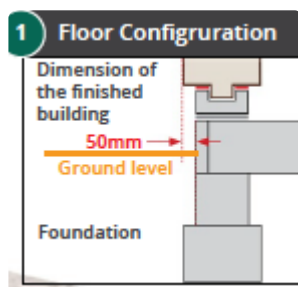 1 Floor Configruration
Dimension of
the finished
building
50mm
Ground level
Foundation